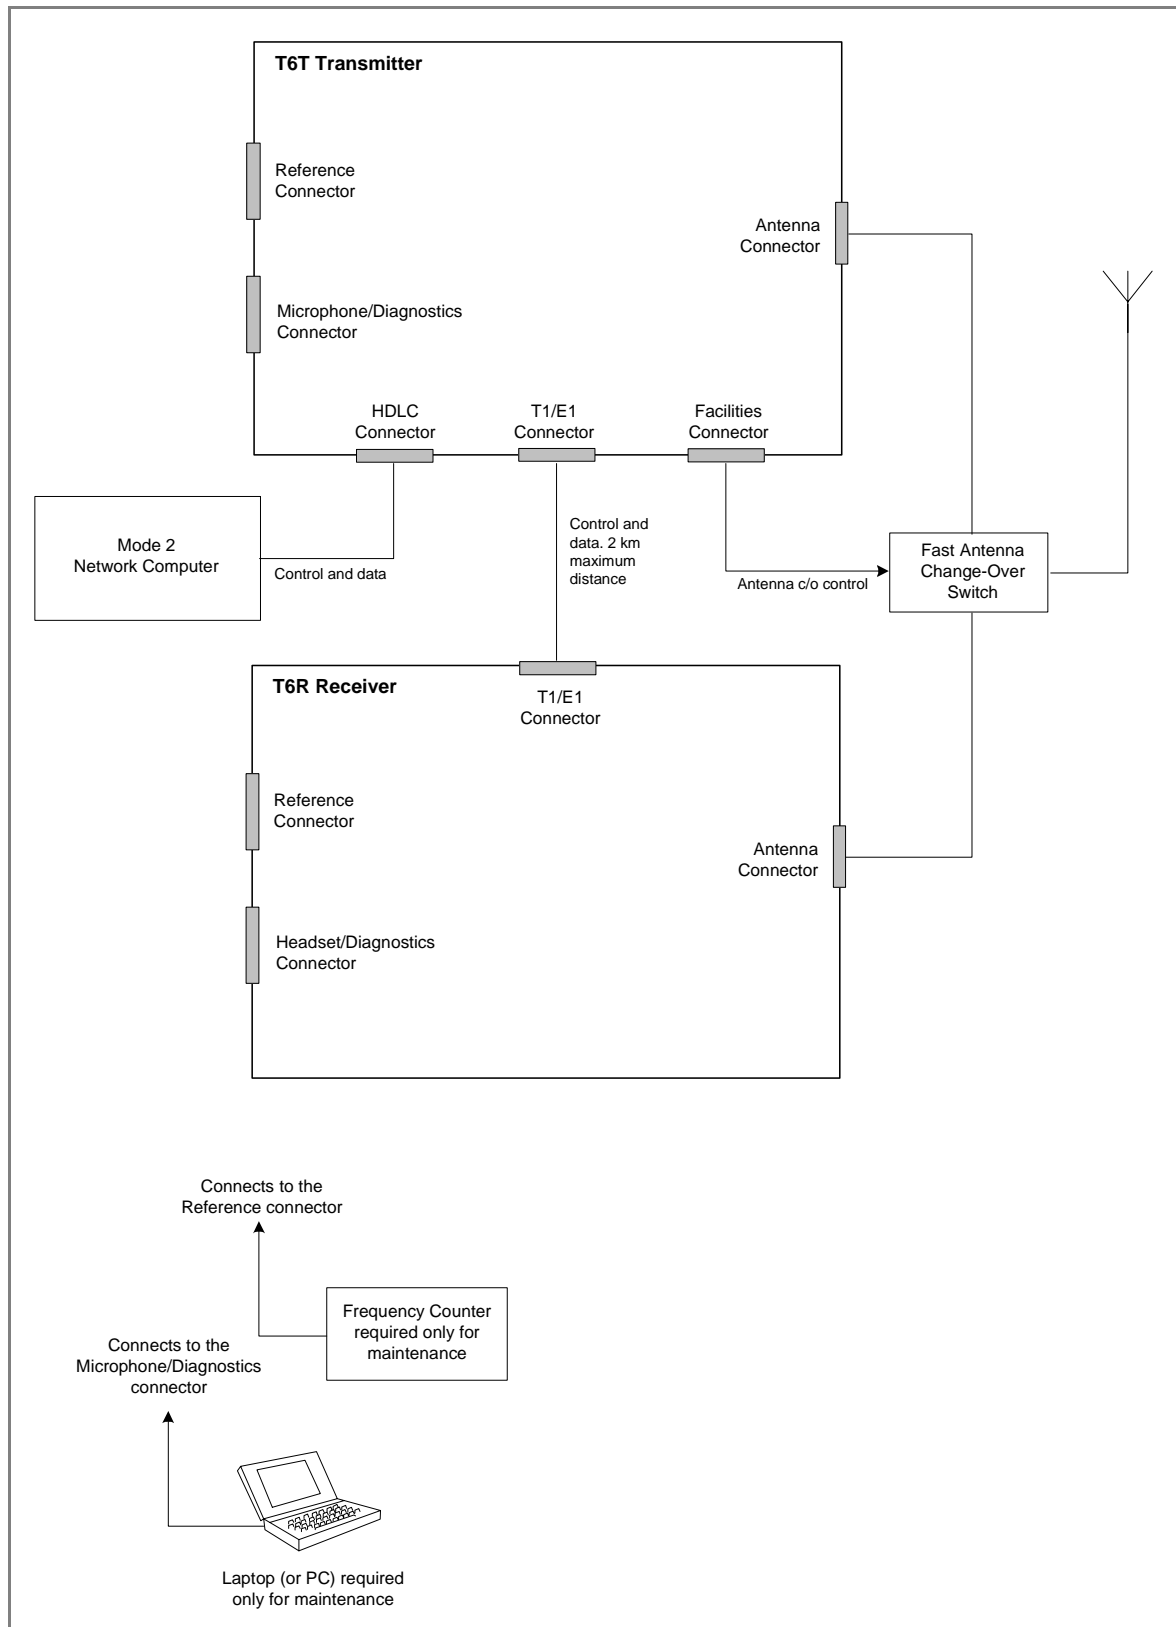 T6T Transmitter
Reference
Connector
Antenna
Connector
Microphone/Diagnostics
Connector
HDLC
Connector
T1/E1
Connector
Facilities
Connector
Mode 2
Network Computer
Control and data
Control and
data. 2 km
maximum
distance
Antenna c/o control
Fast Antenna
Change-Over
Switch
T6R Receiver
T1/E1
Connector
Reference
Connector
Antenna
Connector
Headset/Diagnostics
Connector
Connects to the
Reference connector
Frequency Counter
required only for
maintenance
Connects to the
Microphone/Diagnostics
connector
Laptop (or PC) required
only for maintenance